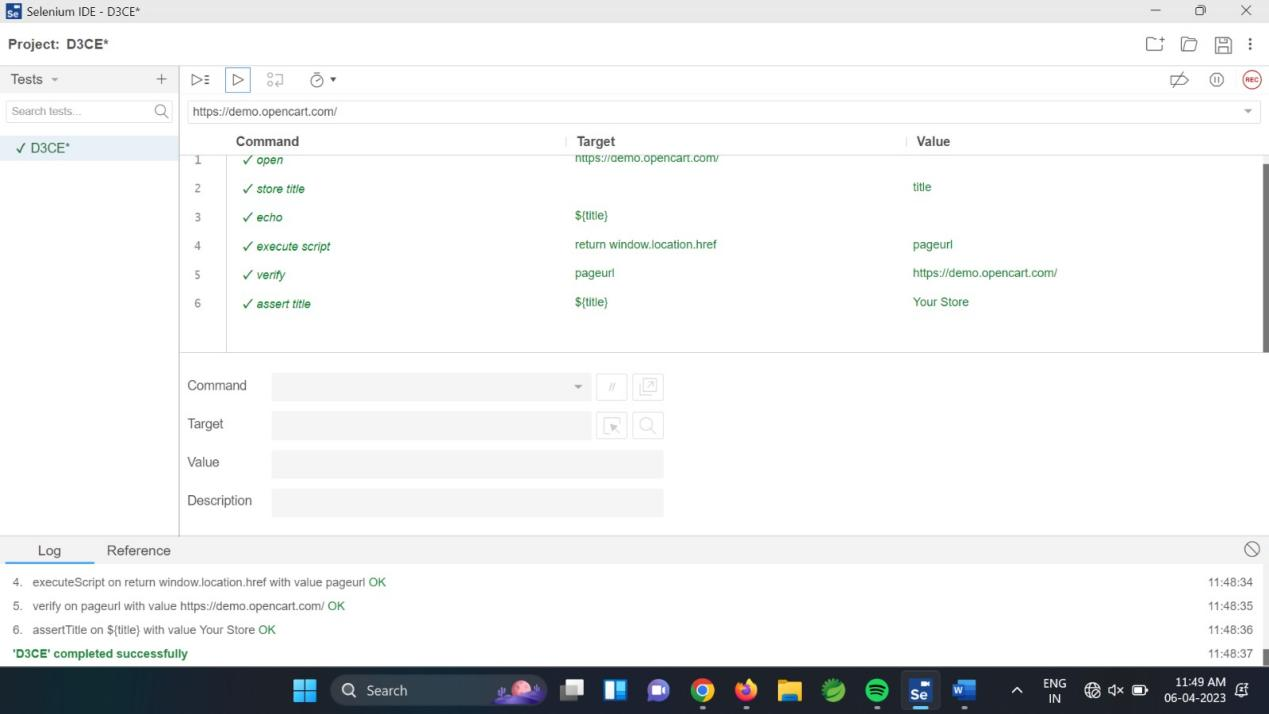 Se Selenium IDE - D3CE*
Project: D3CE*
Tests
Search tests...
✓ D3CE*
REC
https://demo.opencart.com/
Command Target Value
1 ✓ open https://demo.opencart.com/
2 ✓ store title title
3 ✓ echo ${title}
4 ✓ execute script return window.location.href pageurl
5 ✓ verify pageurl https://demo.opencart.com/
6 ✓ assert title ${title} Your Store
Command //
Target
Value
Description
Log Reference
4. executeScript on return window.location.href with value pageurl OK 11:48:34
5. verify on pageurl with value https://demo.opencart.com/ OK 11:48:35
6. assertTitle on ${title} with value Your Store OK 11:48:36
'D3CE' completed successfully 11:48:37
Search Se W ENG IN 11:49 AM
06-04-2023